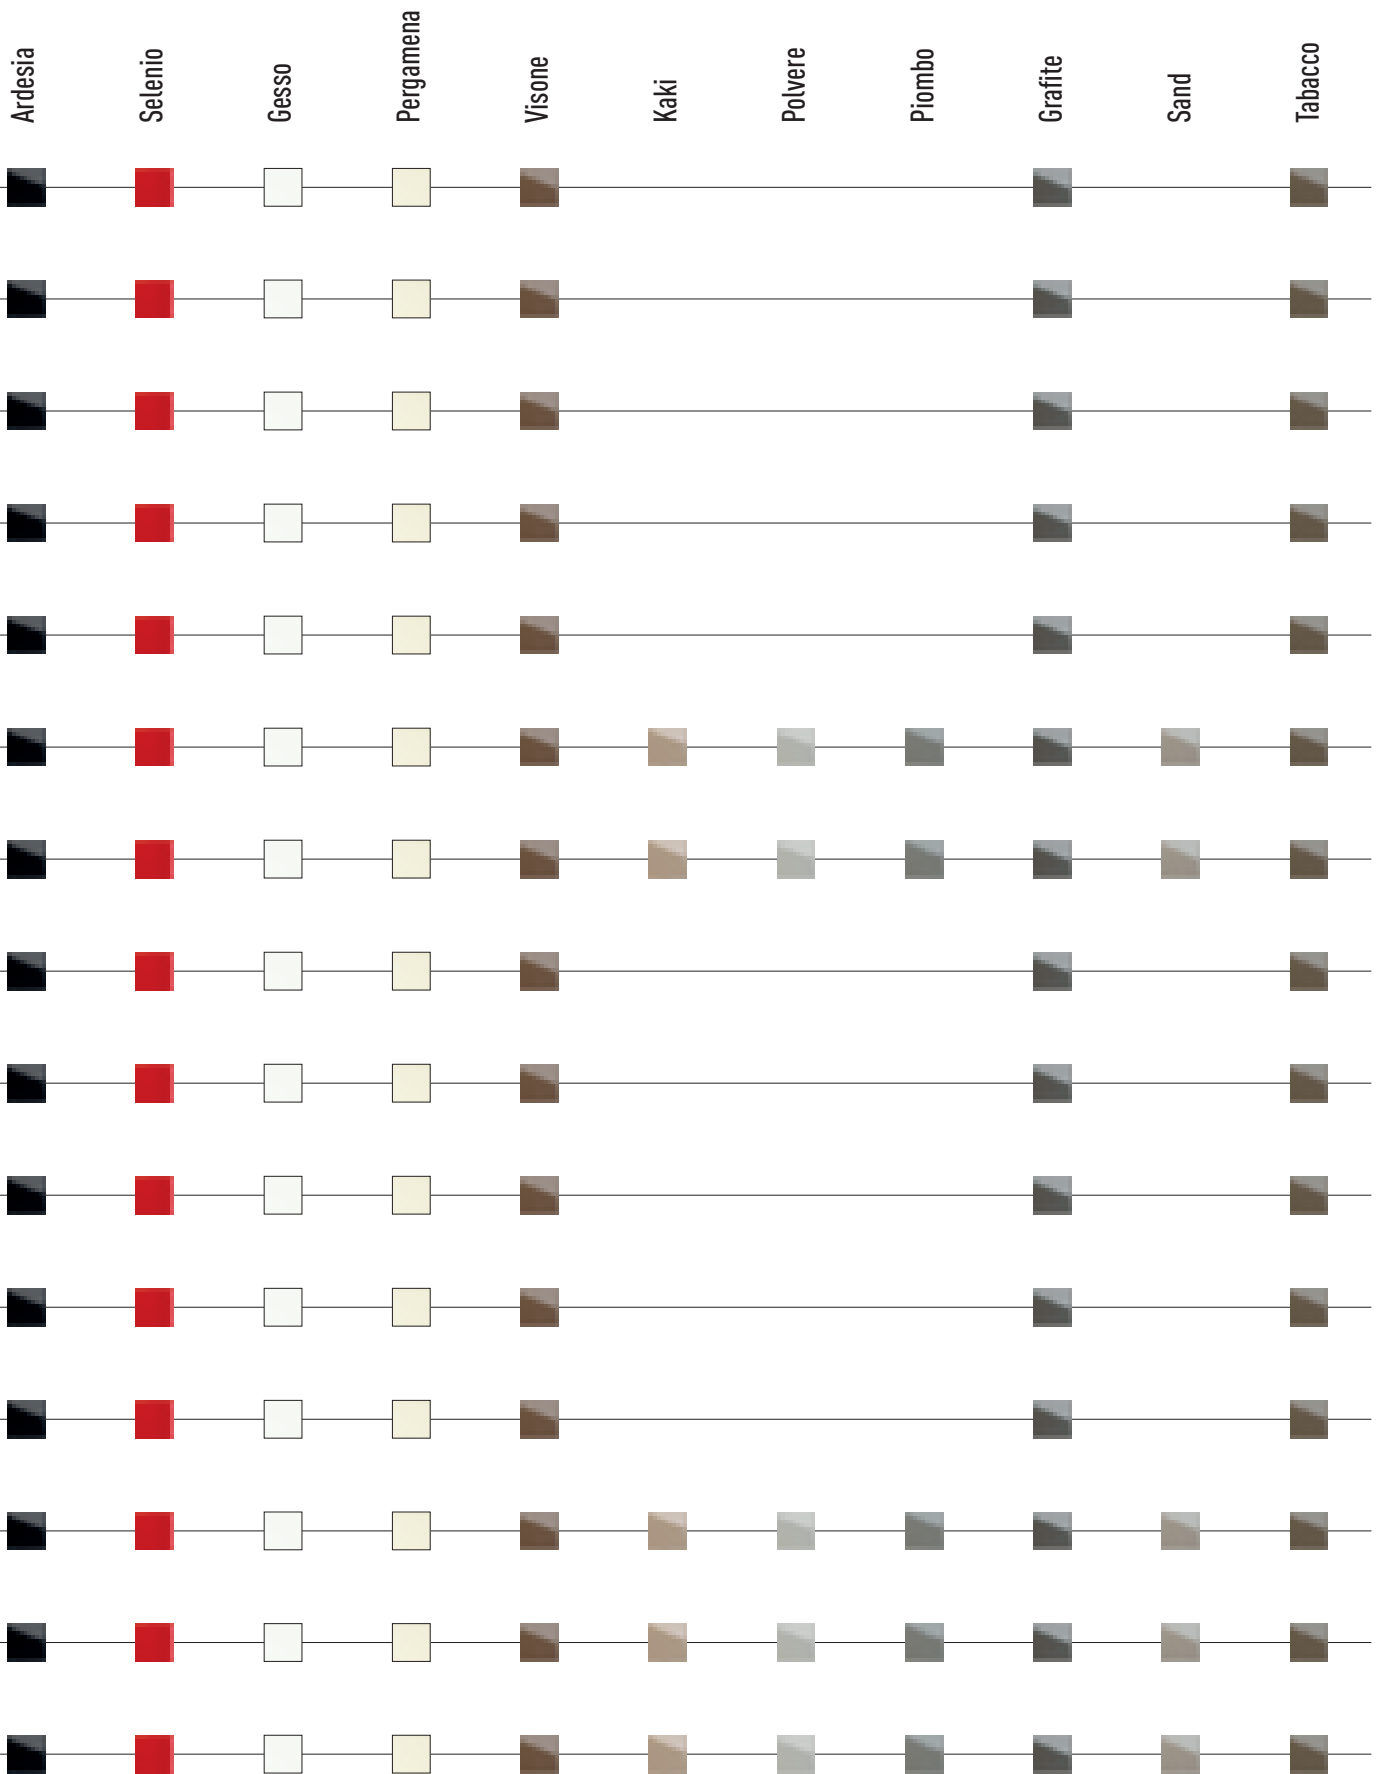 Ardesia
Selenio
Gesso
Pergamena
Visone
Kaki
Polvere
Piombo
Grafite
Sand
Tabacco